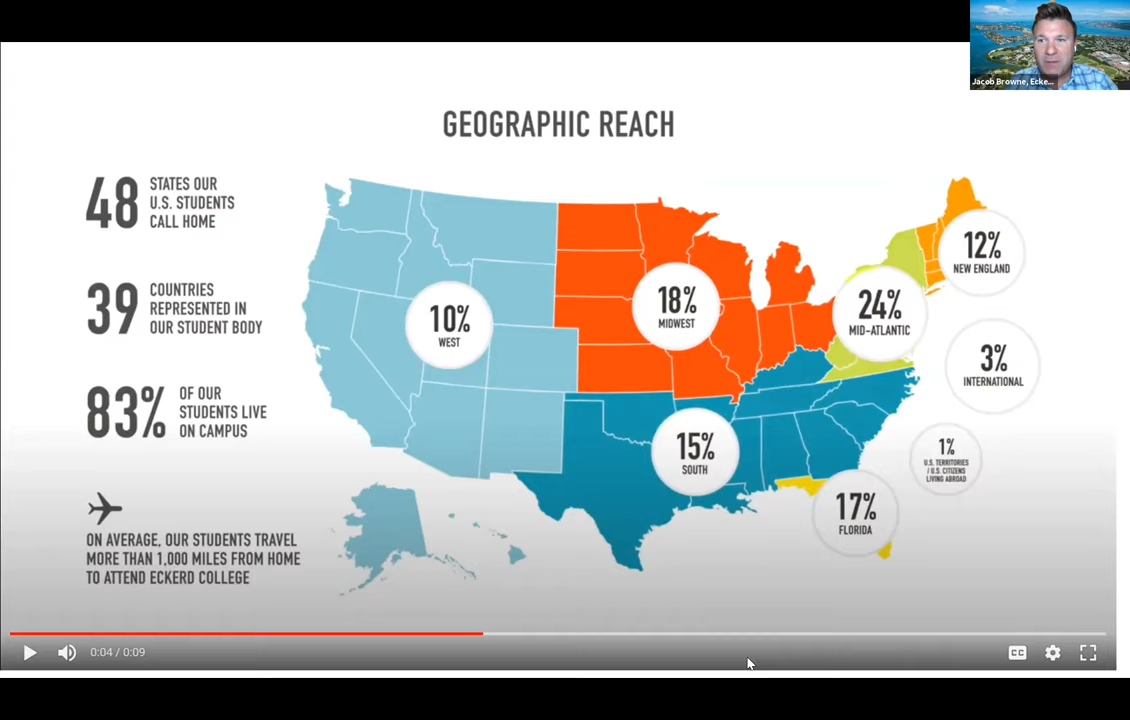 Jacob Browne, Ecke...
GEOGRAPHIC REACH
48
STATES OUR
U.S. STUDENTS
CALL HOME
39
COUNTRIES
REPRESENTED IN
OUR STUDENT BODY
83%
OF OUR
STUDENTS LIVE
ON CAMPUS
ON AVERAGE, OUR STUDENTS TRAVEL
MORE THAN 1,000 MILES FROM HOME
TO ATTEND ECKERD COLLEGE
10%
WEST
18%
MIDWEST
24%
MID-ATLANTIC
12%
NEW ENGLAND
3%
INTERNATIONAL
15%
SOUTH
1%
U.S. TERRITORIES
/ U.S. CITIZENS
LIVING ABROAD
17%
FLORIDA
0:04 / 0:09
CC